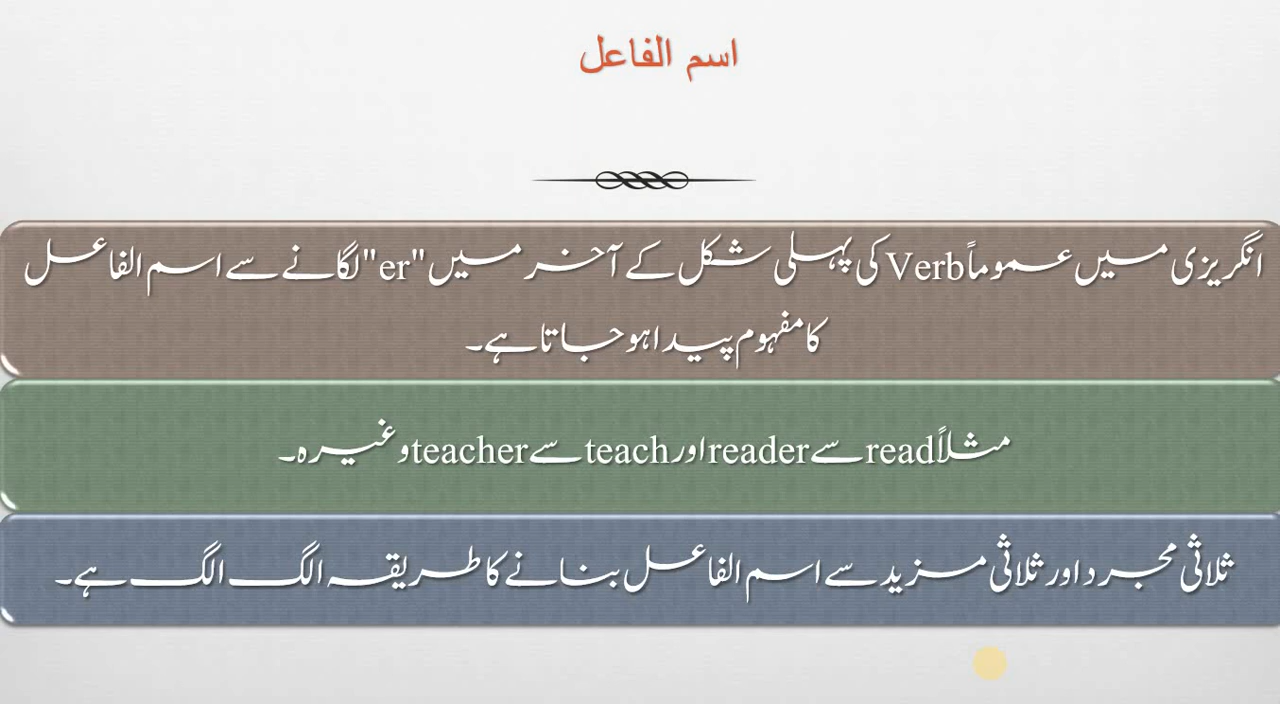 اسم الفاعل
انگریزی میں عموماً Verb کی پہلی شکل کے آخر میں "er" لگانے سے اسم الفاعل
کا مفہوم پیدا ہو جاتا ہے۔
مثلاً read سے reader اور teach سے teacher وغیرہ۔
ثلاثی مجرد اور ثلاثی مزید سے اسم الفاعل بنانے کا طریقہ الگ الگ ہے۔